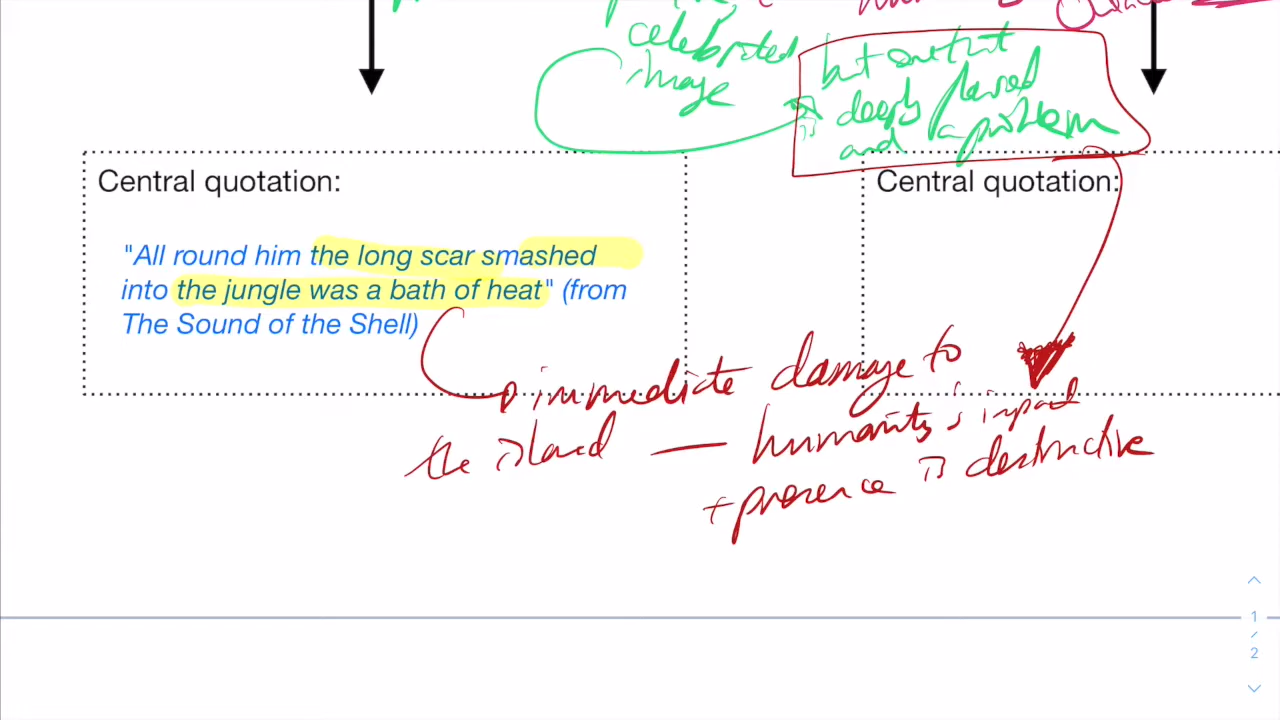 celebrated
image
but
is deeply flawed
and a problem
Central quotation:
Central quotation:
"All round him the long scar smashed
into the jungle was a bath of heat" (from
The Sound of the Shell)
immediate damage to
the island — humanity's impact
+ presence is destructive
1
/
2